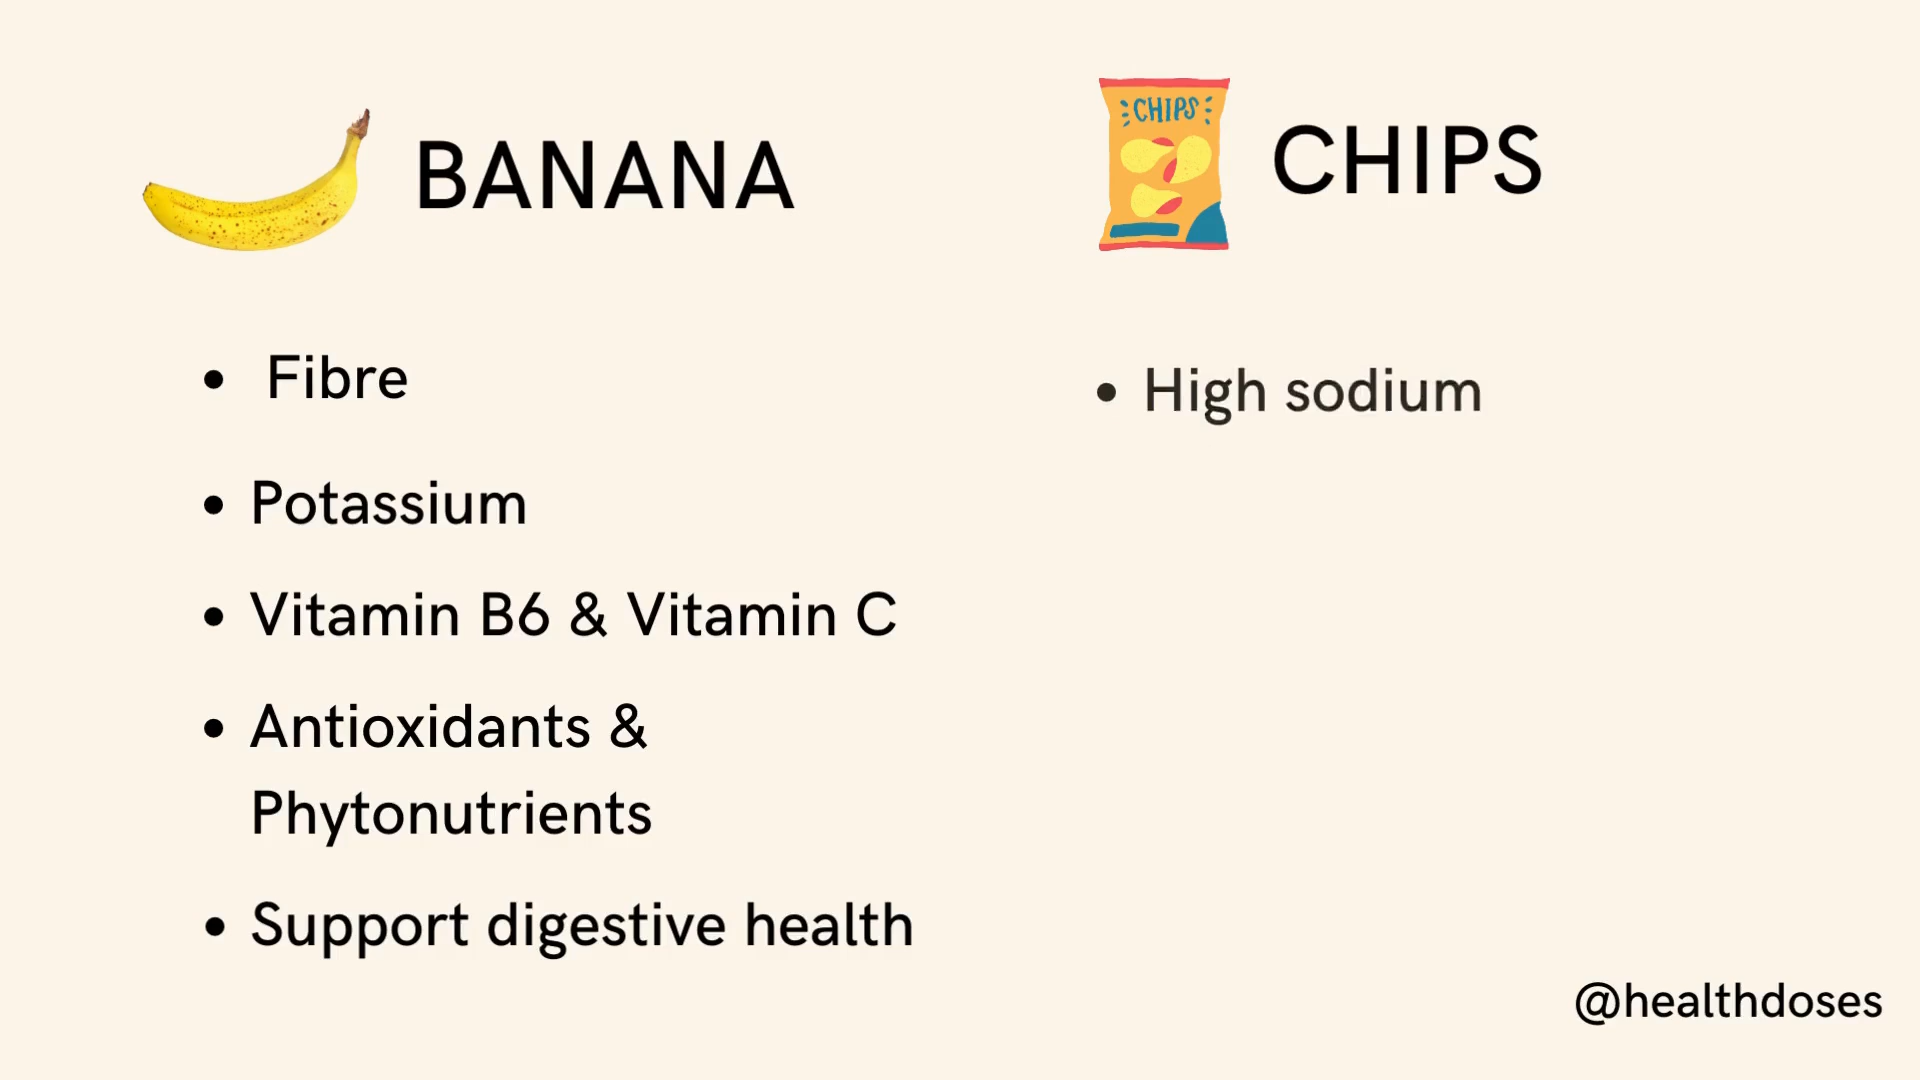 BANANA
• Fibre
• Potassium
• Vitamin B6 & Vitamin C
• Antioxidants &
Phytonutrients
• Support digestive health
CHIPS
CHIPS
• High sodium
@healthdoses